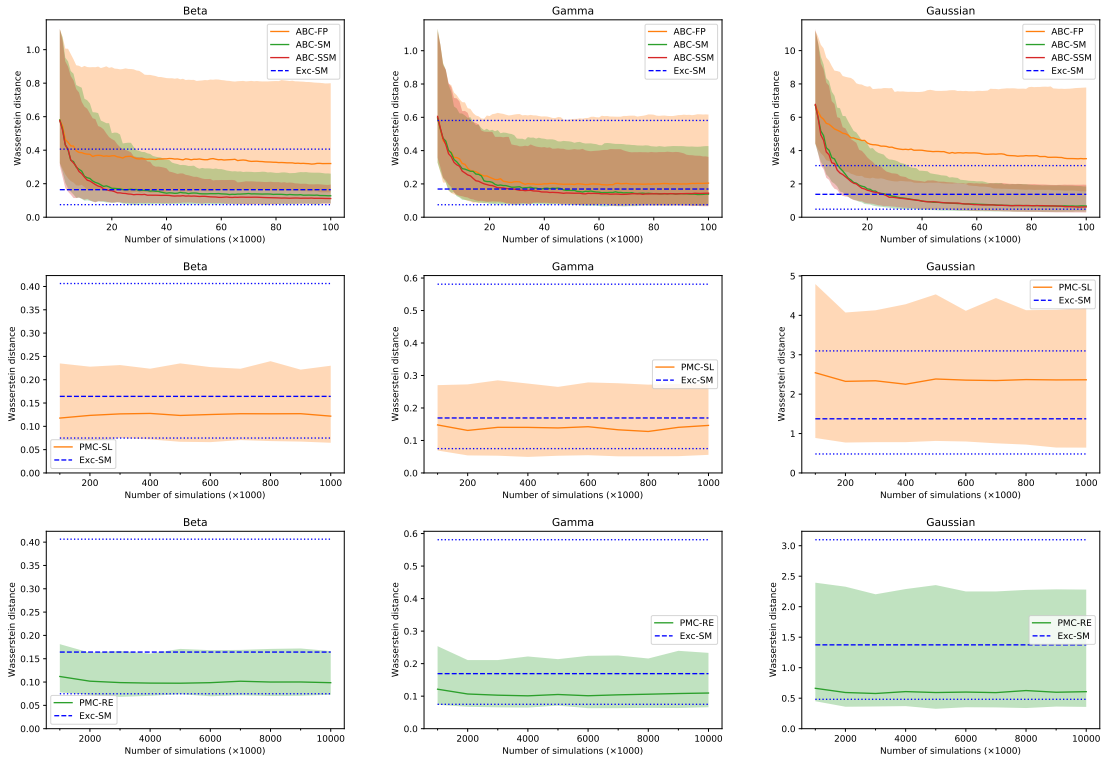 Beta
Wasserstein distance
1.0
0.8
0.6
0.4
0.2
0.0
ABC-FP
ABC-SM
ABC-SSM
Exc-SM
20
40
60
80
100
Number of simulations (×1000)
Gamma
Wasserstein distance
1.0
0.8
0.6
0.4
0.2
0.0
ABC-FP
ABC-SM
ABC-SSM
Exc-SM
20
40
60
80
100
Number of simulations (×1000)
Gaussian
Wasserstein distance
10
8
6
4
2
0
ABC-FP
ABC-SM
ABC-SSM
Exc-SM
20
40
60
80
100
Number of simulations (×1000)
Beta
Wasserstein distance
0.40
0.35
0.30
0.25
0.20
0.15
0.10
0.05
0.00
PMC-SL
Exc-SM
200
400
600
800
1000
Number of simulations (×1000)
Gamma
Wasserstein distance
0.6
0.5
0.4
0.3
0.2
0.1
0.0
PMC-SL
Exc-SM
200
400
600
800
1000
Number of simulations (×1000)
Gaussian
Wasserstein distance
5
4
3
2
1
0
PMC-SL
Exc-SM
200
400
600
800
1000
Number of simulations (×1000)
Beta
Wasserstein distance
0.40
0.35
0.30
0.25
0.20
0.15
0.10
0.05
0.00
PMC-RE
Exc-SM
2000
4000
6000
8000
10000
Number of simulations (×1000)
Gamma
Wasserstein distance
0.6
0.5
0.4
0.3
0.2
0.1
0.0
PMC-RE
Exc-SM
2000
4000
6000
8000
10000
Number of simulations (×1000)
Gaussian
Wasserstein distance
3.0
2.5
2.0
1.5
1.0
0.5
0.0
PMC-RE
Exc-SM
2000
4000
6000
8000
10000
Number of simulations (×1000)